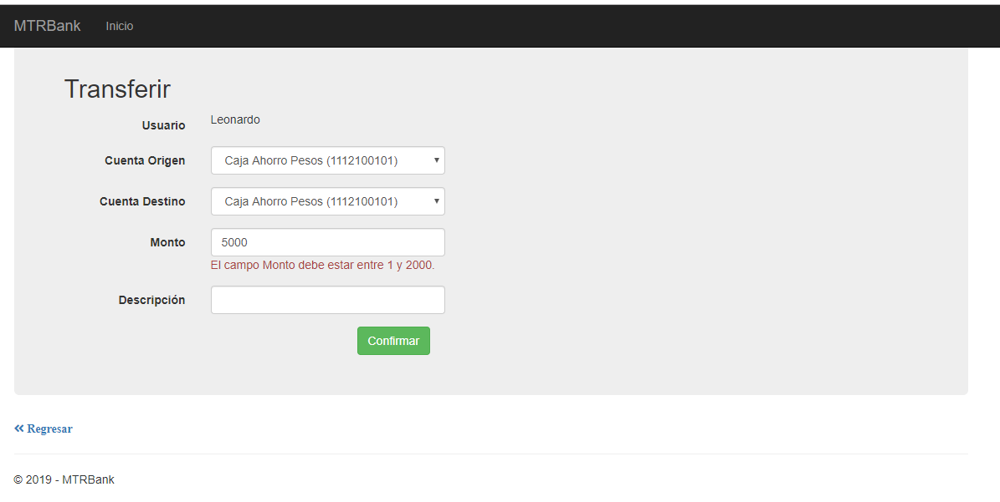 MTRBank Inicio
Transferir
Usuario Leonardo
Cuenta Origen Caja Ahorro Pesos (1112100101)
Cuenta Destino Caja Ahorro Pesos (1112100101)
Monto 5000
El campo Monto debe estar entre 1 y 2000.
Descripción
Confirmar
« Regresar
© 2019 - MTRBank